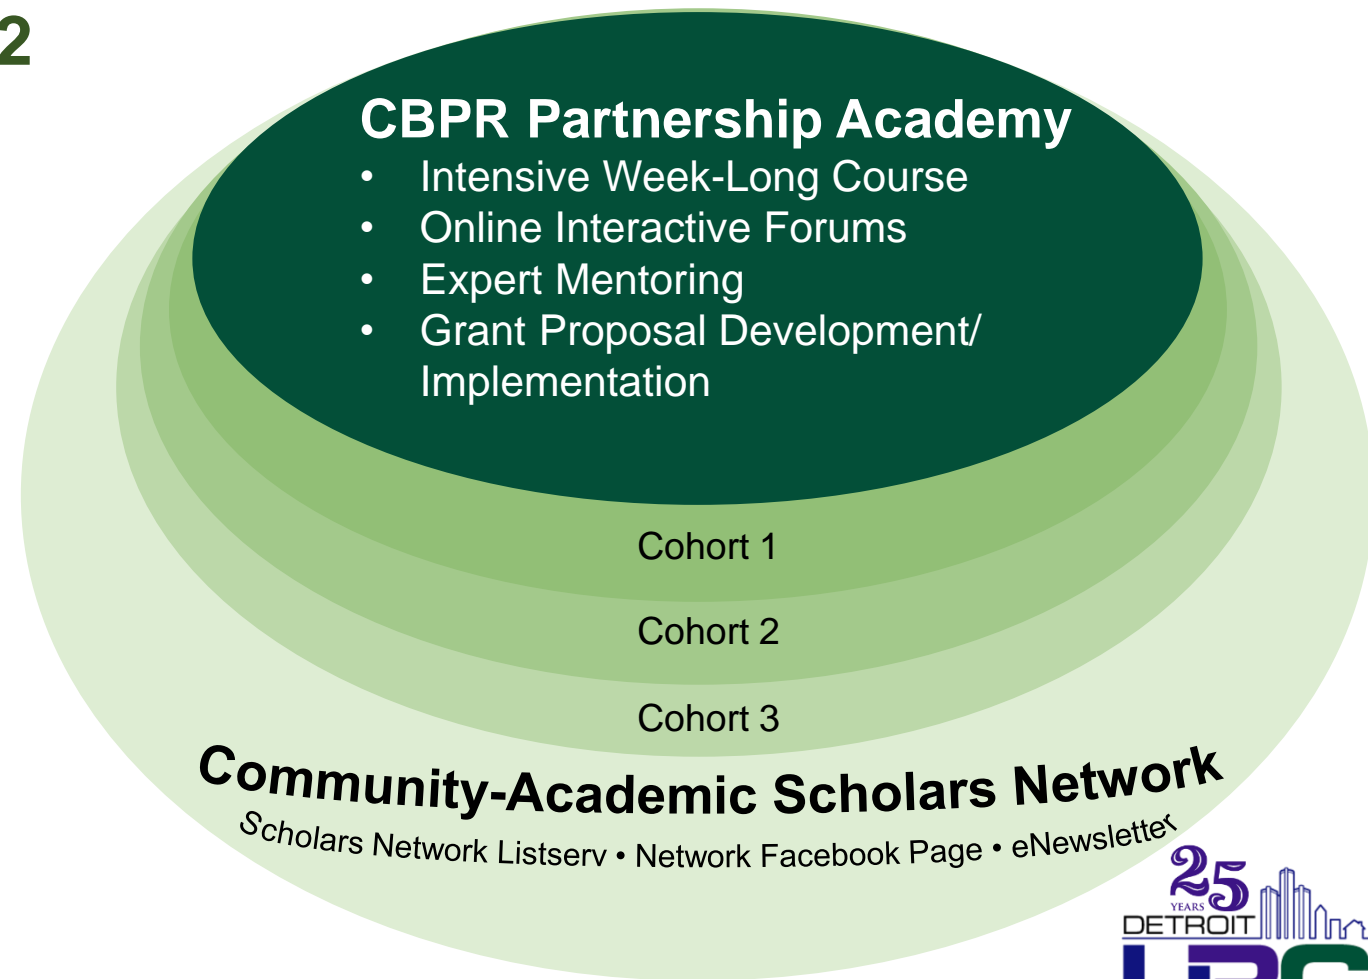 2
CBPR Partnership Academy
• Intensive Week-Long Course
• Online Interactive Forums
• Expert Mentoring
• Grant Proposal Development/
Implementation
Cohort 1
Cohort 2
Cohort 3
Community-Academic Scholars Network
Scholars Network Listserv • Network Facebook Page • eNewsletter
25
YEARS
DETROIT